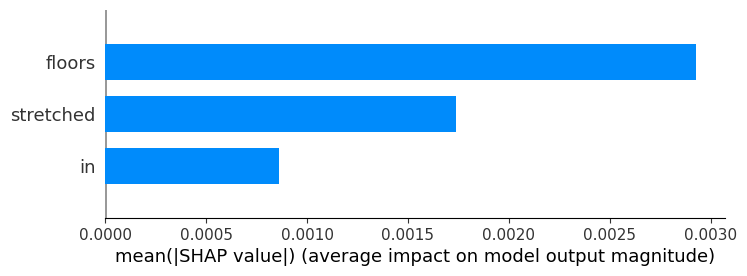 floors
stretched
in
0.0000 0.0005 0.0010 0.0015 0.0020 0.0025 0.0030
mean(|SHAP value|) (average impact on model output magnitude)